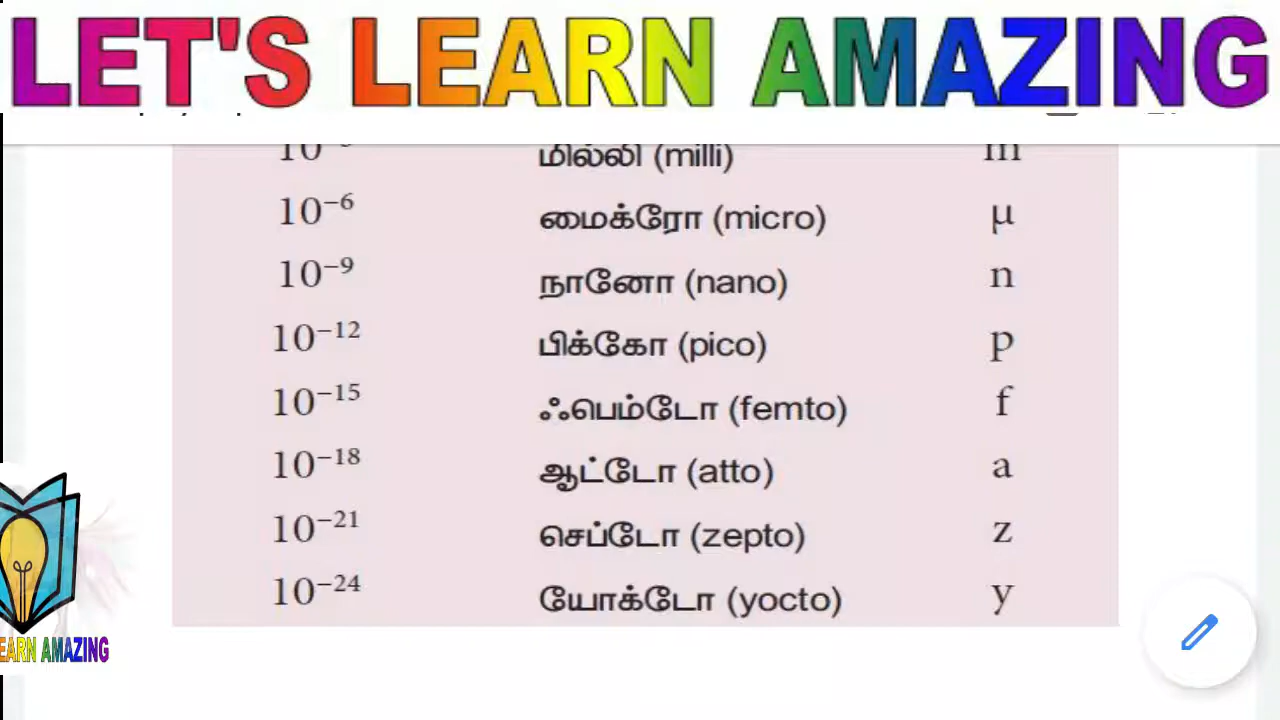 LET'S LEARN AMAZING
மில்லி (milli) m
10⁻⁶ மைக்ரோ (micro) μ
10⁻⁹ நானோ (nano) n
10⁻¹² பிக்கோ (pico) p
10⁻¹⁵ ஃபெம்டோ (femto) f
10⁻¹⁸ ஆட்டோ (atto) a
10⁻²¹ செப்டோ (zepto) z
10⁻²⁴ யோக்டோ (yocto) y
EARN AMAZING